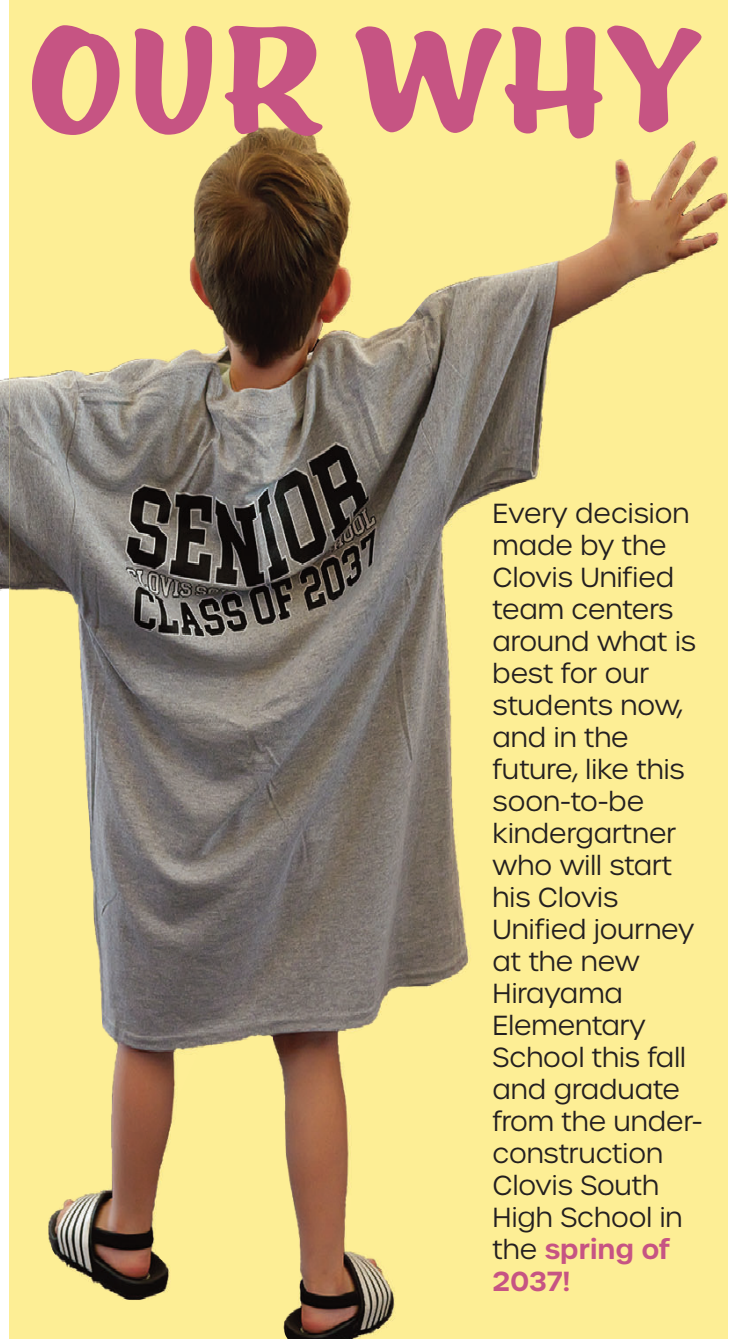 OUR WHY
SENIOR
CLOVIS
CLASS OF 2037
Every decision
made by the
Clovis Unified
team centers
around what is
best for our
students now,
and in the
future, like this
soon-to-be
kindergartner
who will start
his Clovis
Unified journey
at the new
Hirayama
Elementary
School this fall
and graduate
from the under-
construction
Clovis South
High School in
the spring of
2037!